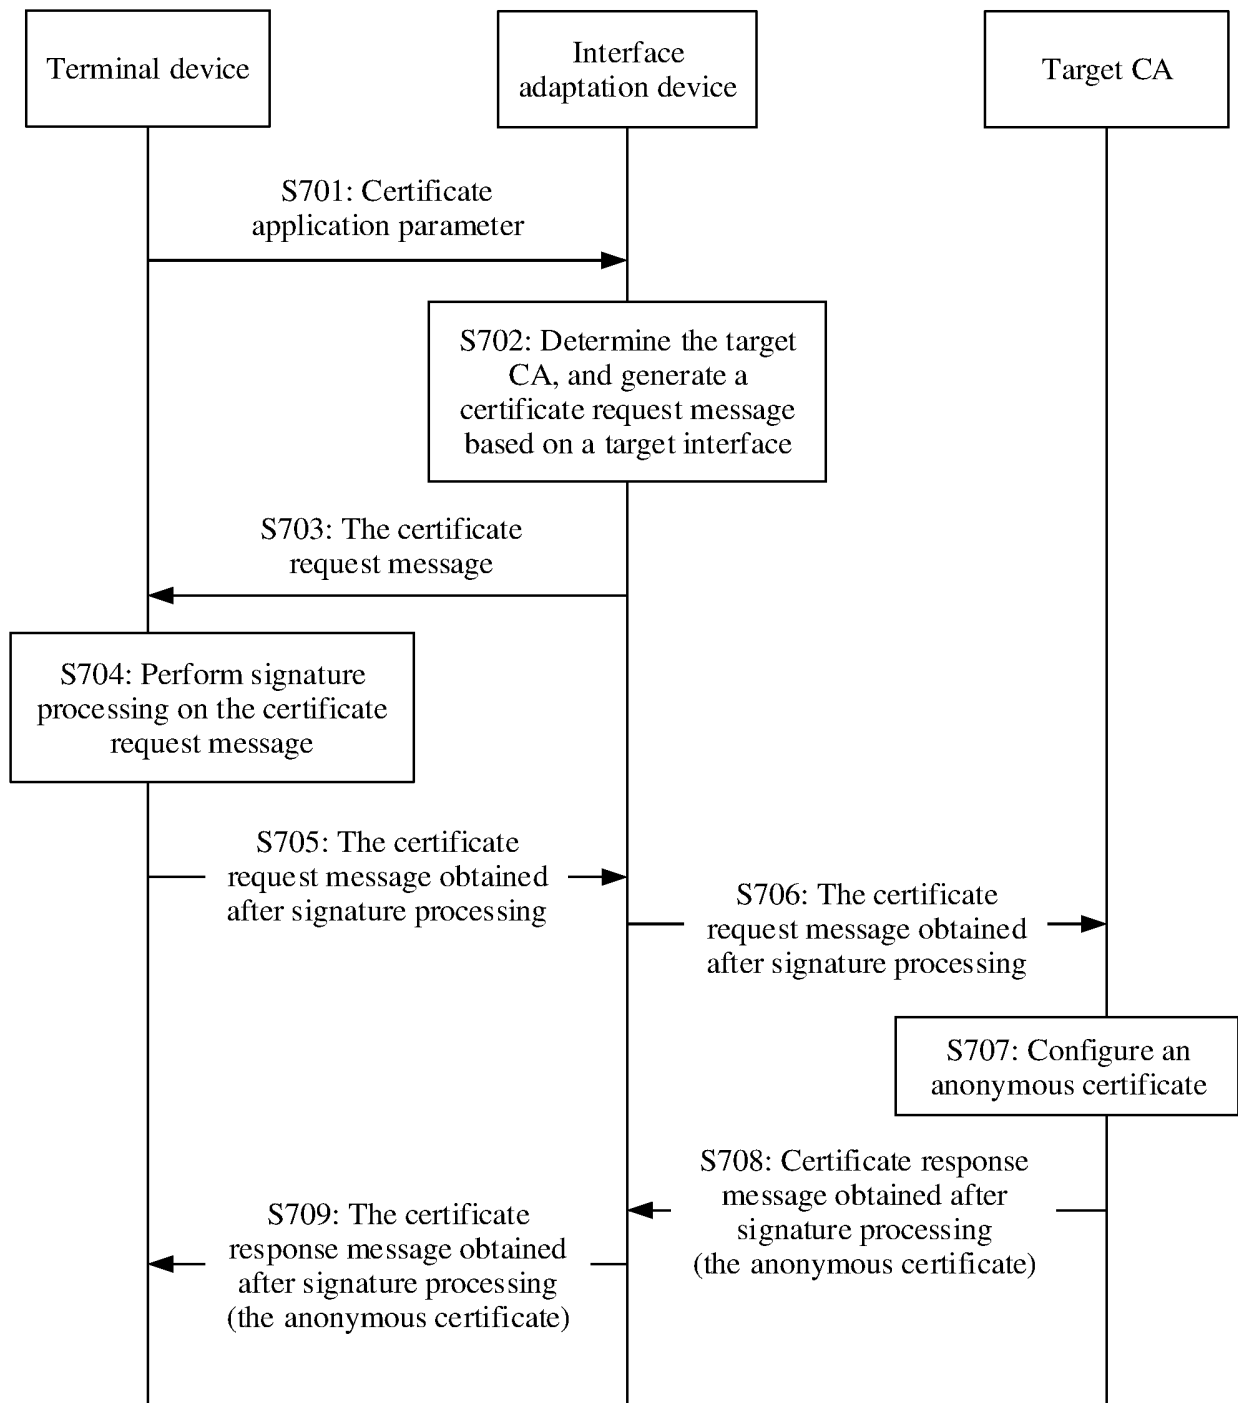 Terminal device
Interface
adaptation device
Target CA
S701: Certificate
application parameter
S702: Determine the target
CA, and generate a
certificate request message
based on a target interface
S703: The certificate
request message
S704: Perform signature
processing on the certificate
request message
S705: The certificate
request message obtained
after signature processing
S706: The certificate
request message obtained
after signature processing
S707: Configure an
anonymous certificate
S708: Certificate response
message obtained after
signature processing
(the anonymous certificate)
S709: The certificate
response message obtained
after signature processing
(the anonymous certificate)